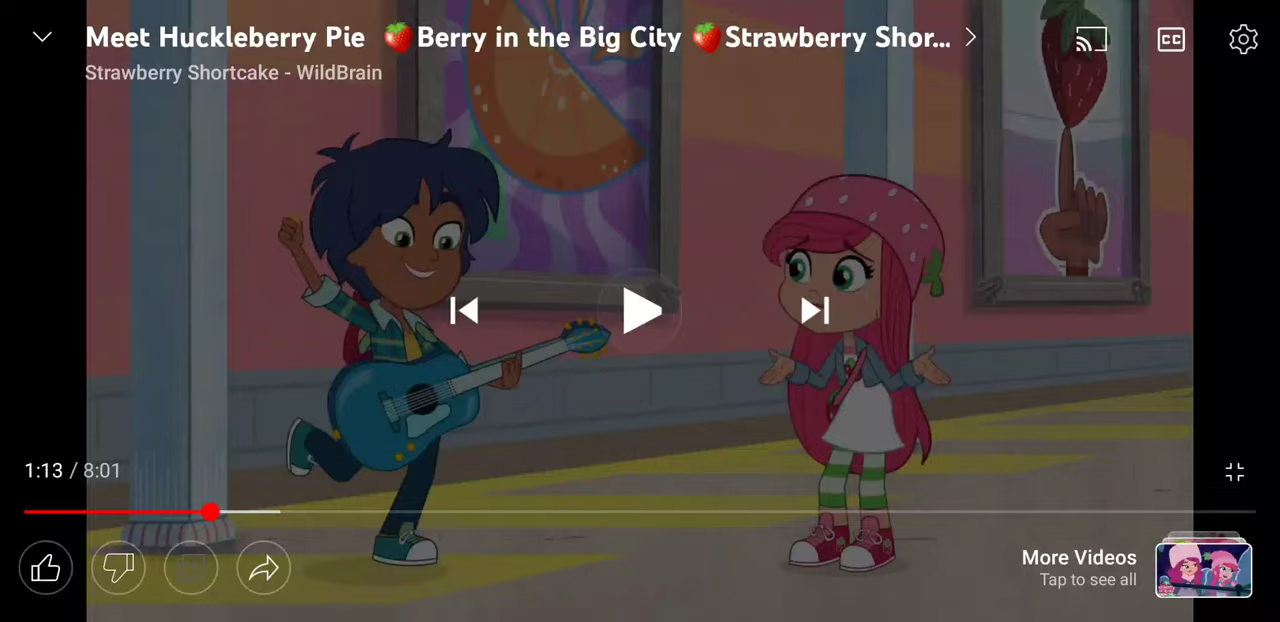 Meet Huckleberry Pie 🍓Berry in the Big City 🍓Strawberry Shor...
Strawberry Shortcake - WildBrain
CC
1:13 / 8:01
More Videos
Tap to see all